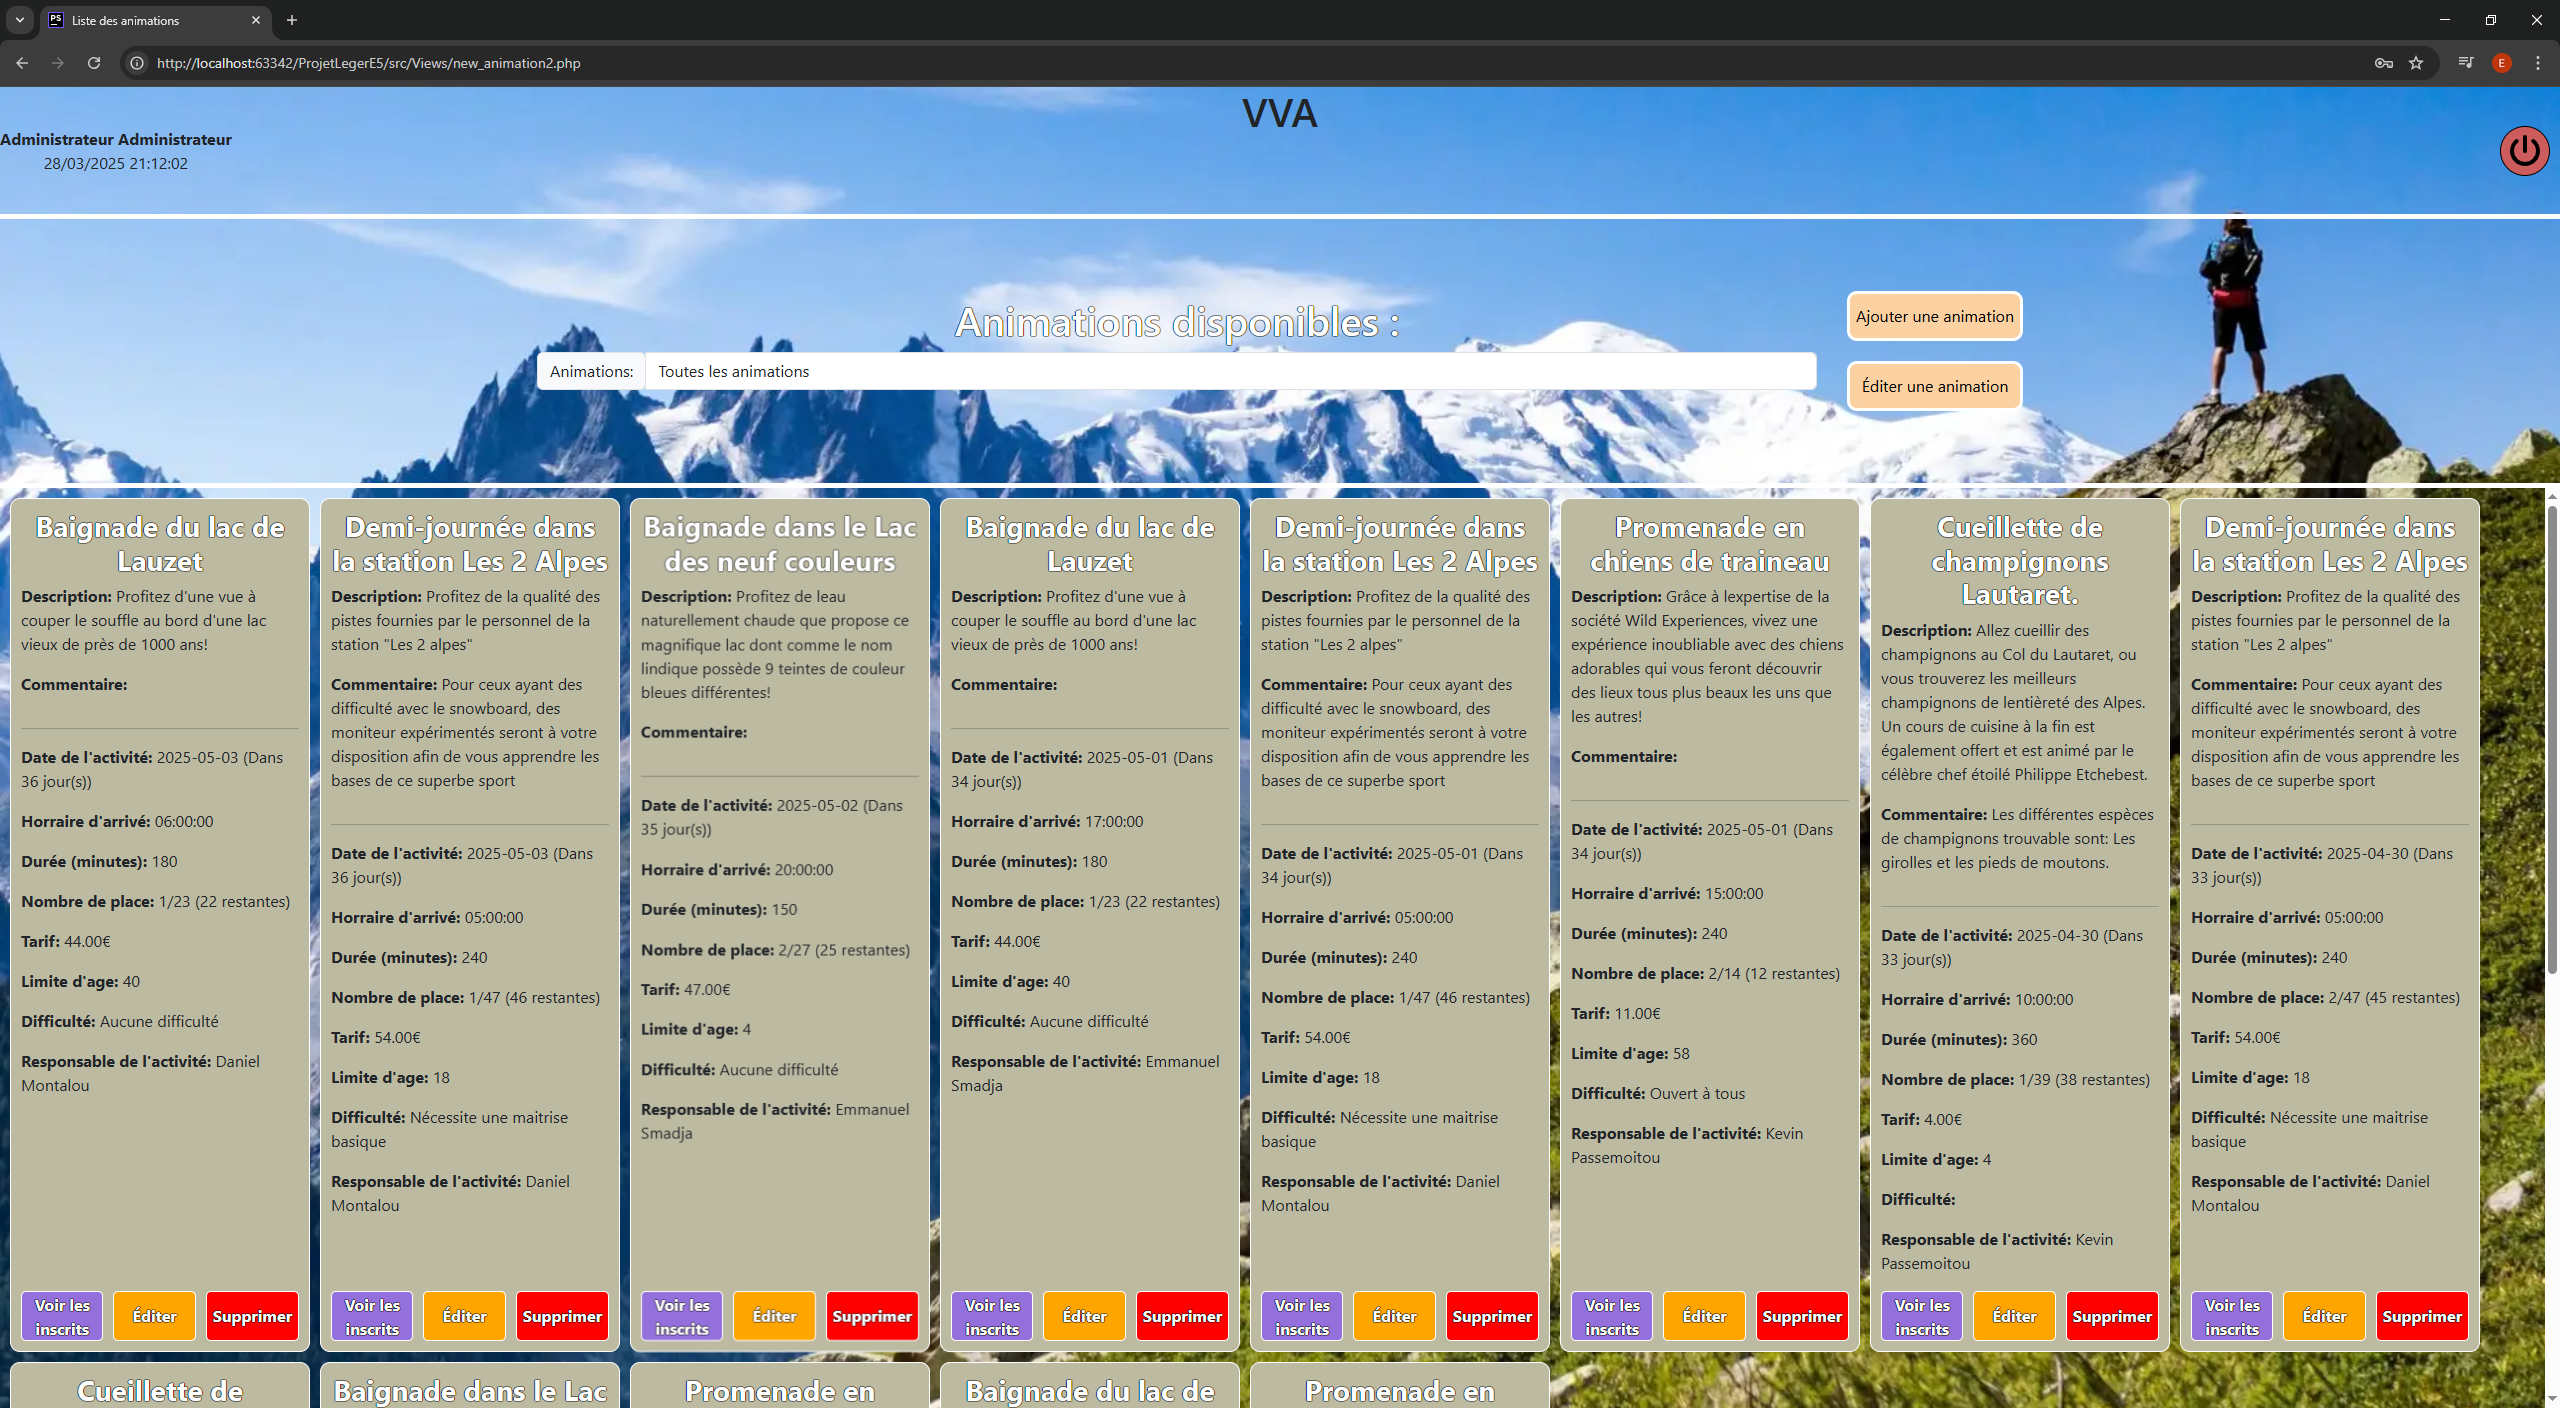 Liste des animations
http://localhost:63342/ProjetLegerE5/src/Views/new_animation2.php
E
VVA
Administrateur Administrateur
28/03/2025 21:12:02
Animations disponibles :
Animations:
Toutes les animations
Ajouter une animation
Éditer une animation
Baignade du lac de
Lauzet
Description: Profitez d'une vue à
couper le souffle au bord d'une lac
vieux de près de 1000 ans!
Commentaire:
Date de l'activité: 2025-05-03 (Dans
36 jour(s))
Horraire d'arrivé: 06:00:00
Durée (minutes): 180
Nombre de place: 1/23 (22 restantes)
Tarif: 44.00€
Limite d'age: 40
Difficulté: Aucune difficulté
Responsable de l'activité: Daniel
Montalou
Voir les
inscrits
Éditer
Supprimer
Demi-journée dans
la station Les 2 Alpes
Description: Profitez de la qualité des
pistes fournies par le personnel de la
station "Les 2 alpes"
Commentaire: Pour ceux ayant des
difficulté avec le snowboard, des
moniteur expérimentés seront à votre
disposition afin de vous apprendre les
bases de ce superbe sport
Date de l'activité: 2025-05-03 (Dans
36 jour(s))
Horraire d'arrivé: 05:00:00
Durée (minutes): 240
Nombre de place: 1/47 (46 restantes)
Tarif: 54.00€
Limite d'age: 18
Difficulté: Nécessite une maitrise
basique
Responsable de l'activité: Daniel
Montalou
Voir les
inscrits
Éditer
Supprimer
Baignade dans le Lac
des neuf couleurs
Description: Profitez de leau
naturellement chaude que propose ce
magnifique lac dont comme le nom
lindique possède 9 teintes de couleur
bleues différentes!
Commentaire:
Date de l'activité: 2025-05-02 (Dans
35 jour(s))
Horraire d'arrivé: 20:00:00
Durée (minutes): 150
Nombre de place: 2/27 (25 restantes)
Tarif: 47.00€
Limite d'age: 4
Difficulté: Aucune difficulté
Responsable de l'activité: Emmanuel
Smadja
Voir les
inscrits
Éditer
Supprimer
Baignade du lac de
Lauzet
Description: Profitez d'une vue à
couper le souffle au bord d'une lac
vieux de près de 1000 ans!
Commentaire:
Date de l'activité: 2025-05-01 (Dans
34 jour(s))
Horraire d'arrivé: 17:00:00
Durée (minutes): 180
Nombre de place: 1/23 (22 restantes)
Tarif: 44.00€
Limite d'age: 40
Difficulté: Aucune difficulté
Responsable de l'activité: Emmanuel
Smadja
Voir les
inscrits
Éditer
Supprimer
Demi-journée dans
la station Les 2 Alpes
Description: Profitez de la qualité des
pistes fournies par le personnel de la
station "Les 2 alpes"
Commentaire: Pour ceux ayant des
difficulté avec le snowboard, des
moniteur expérimentés seront à votre
disposition afin de vous apprendre les
bases de ce superbe sport
Date de l'activité: 2025-05-01 (Dans
34 jour(s))
Horraire d'arrivé: 05:00:00
Durée (minutes): 240
Nombre de place: 1/47 (46 restantes)
Tarif: 54.00€
Limite d'age: 18
Difficulté: Nécessite une maitrise
basique
Responsable de l'activité: Daniel
Montalou
Voir les
inscrits
Éditer
Supprimer
Promenade en
chiens de traineau
Description: Grâce à lexpertise de la
société Wild Experiences, vivez une
expérience inoubliable avec des chiens
adorables qui vous feront découvrir
des lieux tous plus beaux les uns que
les autres!
Commentaire:
Date de l'activité: 2025-05-01 (Dans
34 jour(s))
Horraire d'arrivé: 15:00:00
Durée (minutes): 240
Nombre de place: 2/14 (12 restantes)
Tarif: 11.00€
Limite d'age: 58
Difficulté: Ouvert à tous
Responsable de l'activité: Kevin
Passemoitou
Voir les
inscrits
Éditer
Supprimer
Cueillette de
champignons
Lautaret.
Description: Allez cueillir des
champignons au Col du Lautaret, ou
vous trouverez les meilleurs
champignons de lentièreté des Alpes.
Un cours de cuisine à la fin est
également offert et est animé par le
célèbre chef étoilé Philippe Etchebest.
Commentaire: Les différentes espèces
de champignons trouvable sont: Les
girolles et les pieds de moutons.
Date de l'activité: 2025-04-30 (Dans
33 jour(s))
Horraire d'arrivé: 10:00:00
Durée (minutes): 360
Nombre de place: 1/39 (38 restantes)
Tarif: 4.00€
Limite d'age: 4
Difficulté:
Responsable de l'activité: Kevin
Passemoitou
Voir les
inscrits
Éditer
Supprimer
Demi-journée dans
la station Les 2 Alpes
Description: Profitez de la qualité des
pistes fournies par le personnel de la
station "Les 2 alpes"
Commentaire: Pour ceux ayant des
difficulté avec le snowboard, des
moniteur expérimentés seront à votre
disposition afin de vous apprendre les
bases de ce superbe sport
Date de l'activité: 2025-04-30 (Dans
33 jour(s))
Horraire d'arrivé: 05:00:00
Durée (minutes): 240
Nombre de place: 2/47 (45 restantes)
Tarif: 54.00€
Limite d'age: 18
Difficulté: Nécessite une maitrise
basique
Responsable de l'activité: Daniel
Montalou
Voir les
inscrits
Éditer
Supprimer
Cueillette de
Baignade dans le Lac
Promenade en
Baignade du lac de
Promenade en